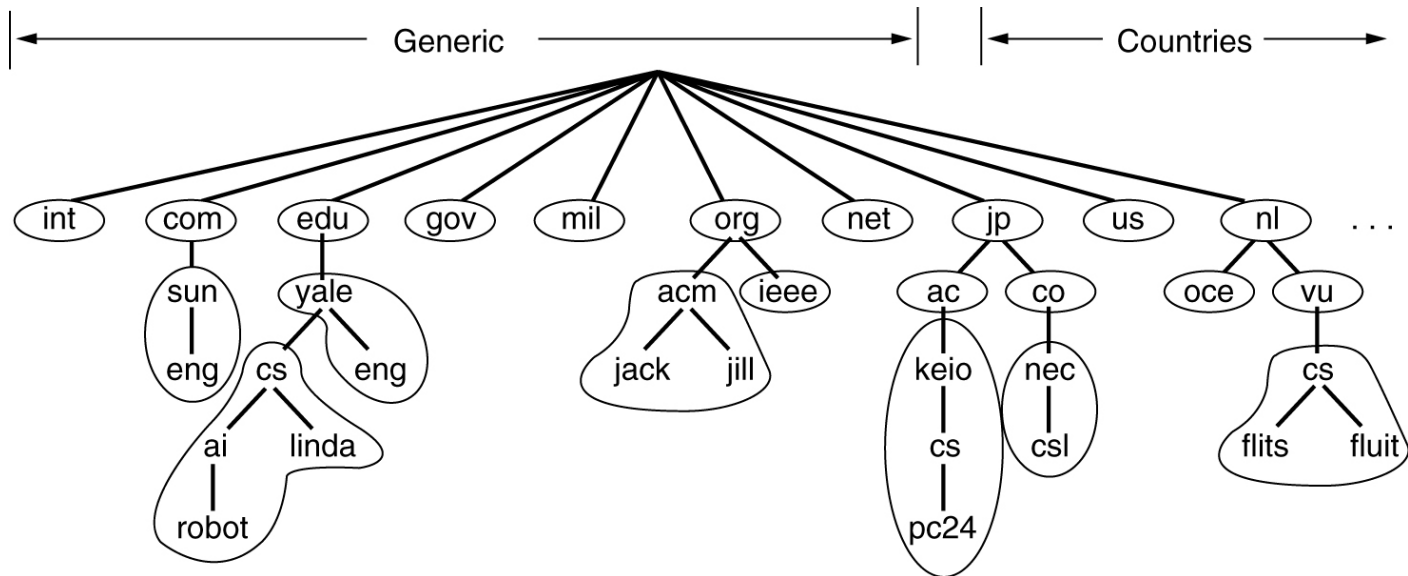 Generic Countries
int com edu gov mil org net jp us nl . . .
sun yale acm ieee ac co oce vu
eng cs eng jack jill keio nec cs
ai linda cs csl flits fluit
robot pc24